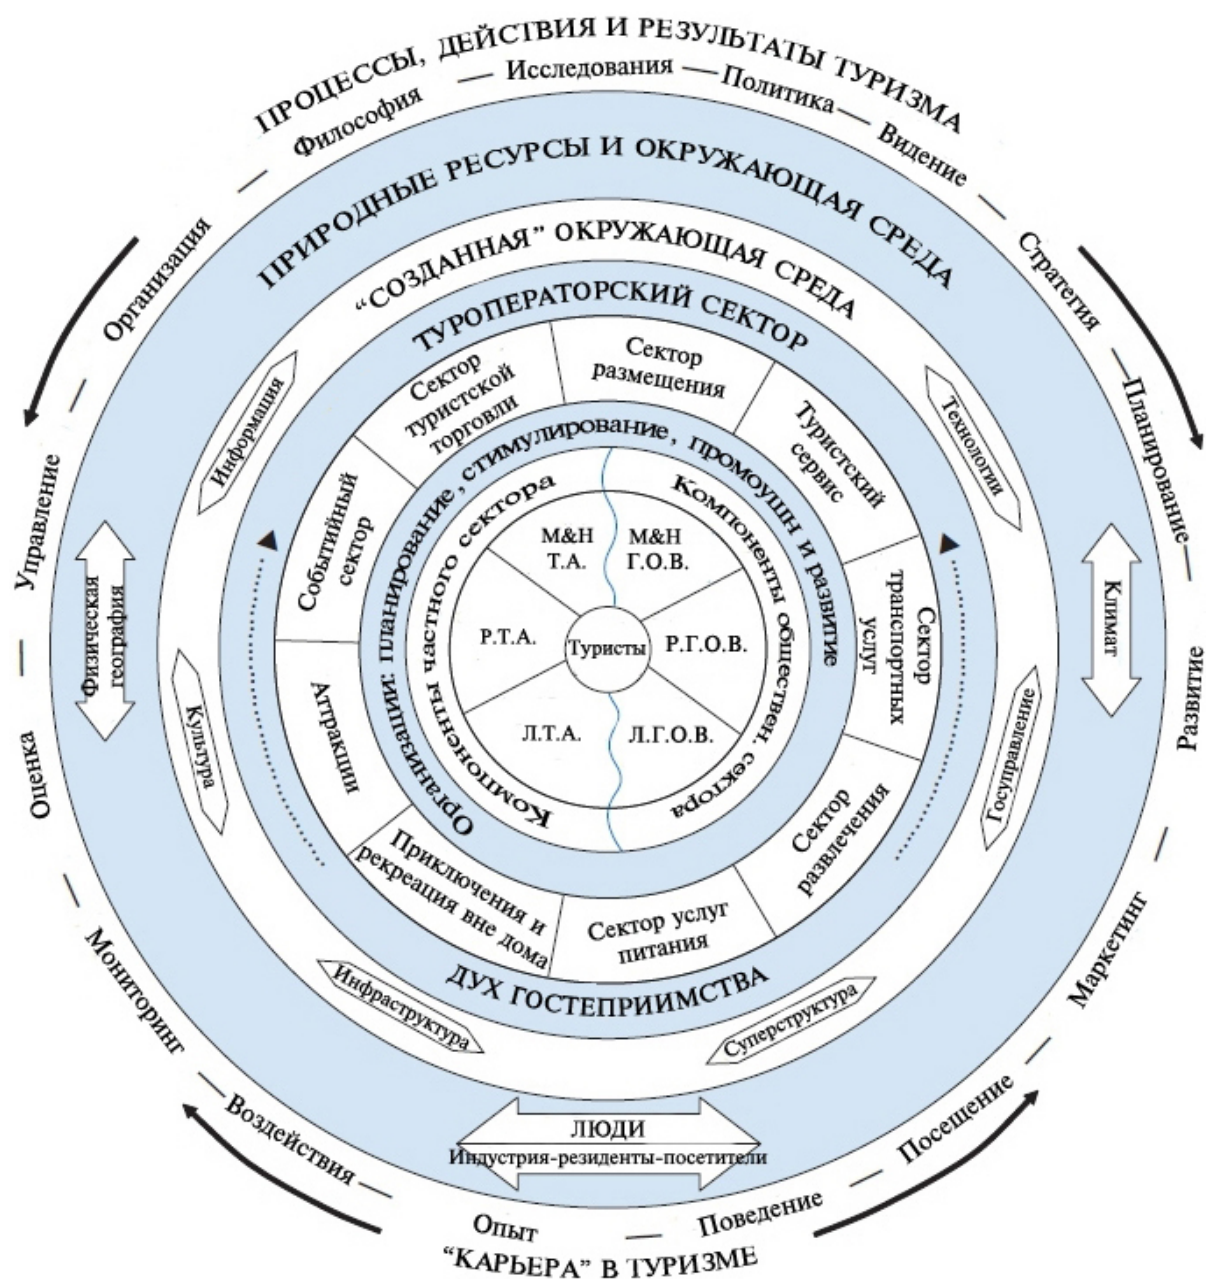 ПРОЦЕССЫ, ДЕЙСТВИЯ И РЕЗУЛЬТАТЫ ТУРИЗМА
Философия — Исследования — Политика — Видение — Стратегия — Планирование — Развитие
Маркетинг — Посещение — Поведение — Опыт — Воздействия — Мониторинг
Оценка — Управление — Организация —
ПРИРОДНЫЕ РЕСУРСЫ И ОКРУЖАЮЩАЯ СРЕДА
“СОЗДАННАЯ” ОКРУЖАЮЩАЯ СРЕДА
ТУРОПЕРАТОРСКИЙ СЕКТОР
Сектор
туристской
торговли
Сектор
размещения
Туристский
сервис
Сектор
транспортных
услуг
Сектор
развлечения
Сектор услуг
питания
Приключения и
рекреация вне дома
Аттракции
Событийный
сектор
Информация
Технологии
Физическая
география
Климат
Культура
Госуправление
Инфраструктура
Суперструктура
Организации: планирование, стимулирование, промоушн и развитие
Компоненты частного сектора
Компоненты обществен. сектора
М&Н
Т.А.
М&Н
Г.О.В.
Р.Т.А.
Туристы
Р.Г.О.В.
Л.Т.А.
Л.Г.О.В.
ДУХ ГОСТЕПРИИМСТВА
ЛЮДИ
Индустрия-резиденты-посетители
“КАРЬЕРА” В ТУРИЗМЕ